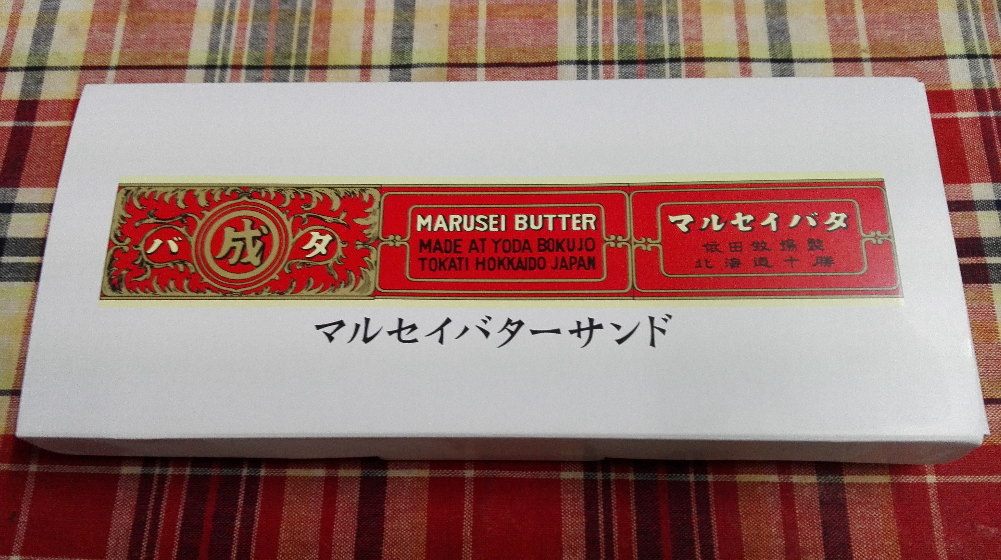 バ 成 タ
MARUSEI BUTTER
MADE AT YODA BOKUJO
TOKATI HOKKAIDO JAPAN
マルセイバタ
依田牧場製
北海道十勝
マルセイバターサンド